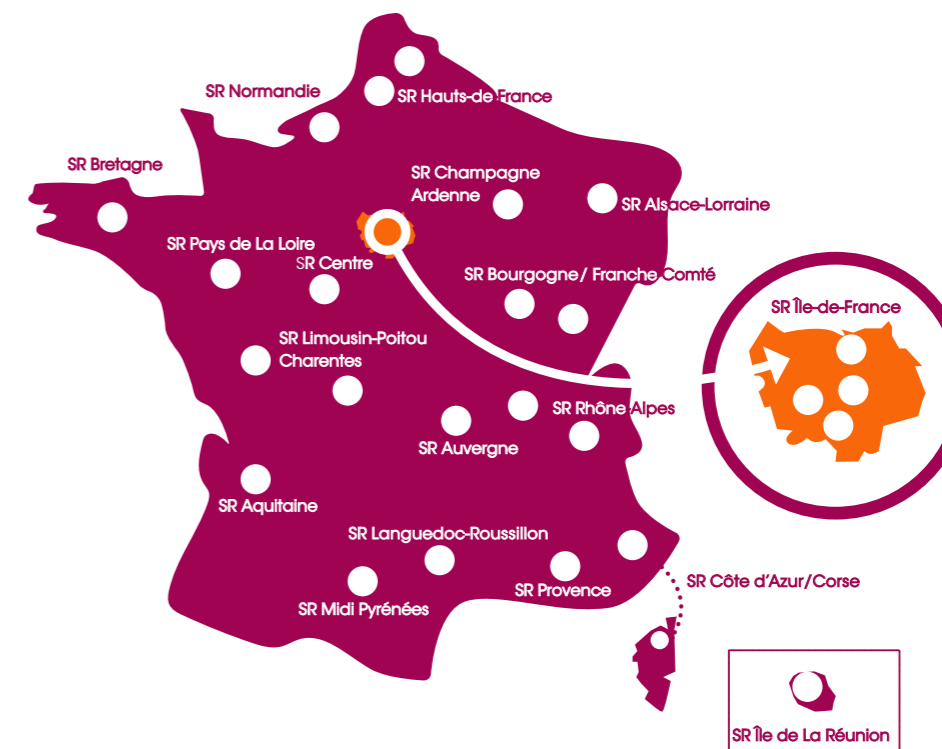 SR Normandie
SR Hauts-de France
SR Bretagne
SR Champagne
Ardenne
SR Alsace-Lorraine
SR Pays de La Loire
SR Centre
SR Bourgogne/ Franche Comté
SR Île-de-France
SR Limousin-Poitou
Charentes
SR Rhône Alpes
SR Auvergne
SR Aquitaine
SR Languedoc-Roussillon
SR Provence
SR Côte d'Azur/Corse
SR Midi Pyrénées
SR Île de La Réunion